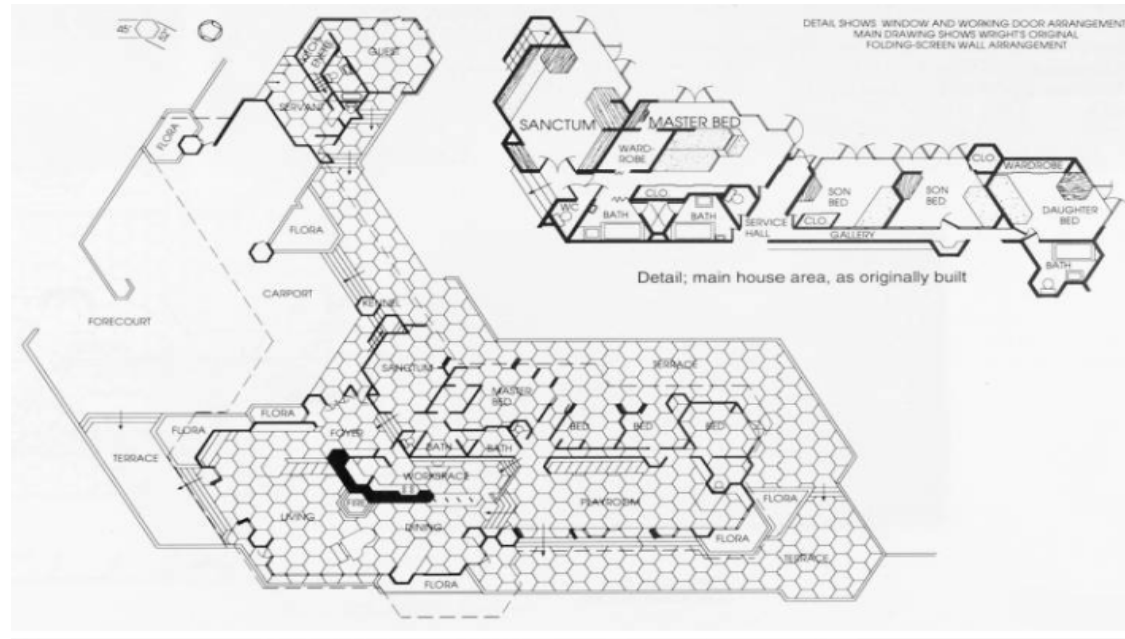 45'
DETAIL SHOWS WINDOW AND WORKING DOOR ARRANGEMENT
MAIN DRAWING SHOWS WRIGHT'S ORIGINAL
FOLDING-SCREEN WALL ARRANGEMENT
GUEST
SERVANT
FLORA
FLORA
CARPORT
KENNEL
FORECOURT
SANCTUM
MASTER BED
WARD-
ROBE
CLO
WC
BATH
BATH
SERVICE
HALL
SON
BED
CLO
SON
BED
CLO
WARDROBE
DAUGHTER
BED
GALLERY
BATH
Detail; main house area, as originally built
SANCTUM
TERRACE
MASTER
BED
BED
BED
BED
FLORA
FLORA
FOYER
BATH
BATH
TERRACE
WORKSPACE
FIRE
LIVING
DINING
PLAYROOM
FLORA
FLORA
TERRACE
FLORA